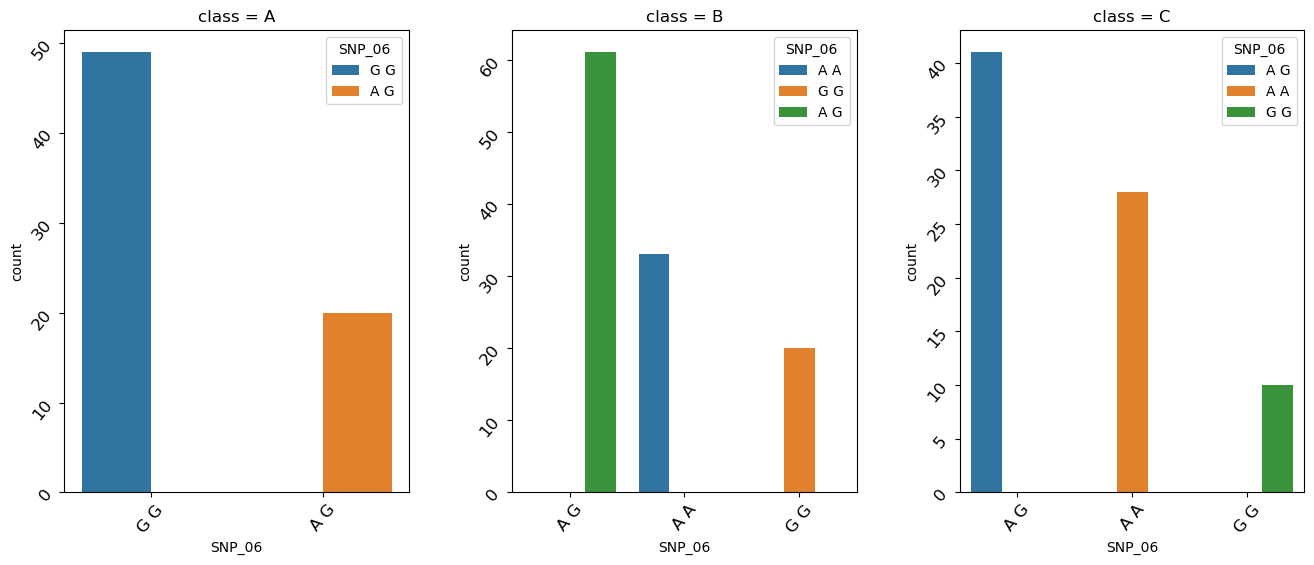 class = A
SNP_06
G G
A G
50
40
30
20
10
0
count
G G
A G
SNP_06
class = B
SNP_06
A A
G G
A G
60
50
40
30
20
10
0
count
A G
A A
G G
SNP_06
class = C
SNP_06
A G
A A
G G
40
35
30
25
20
15
10
5
0
count
A G
A A
G G
SNP_06